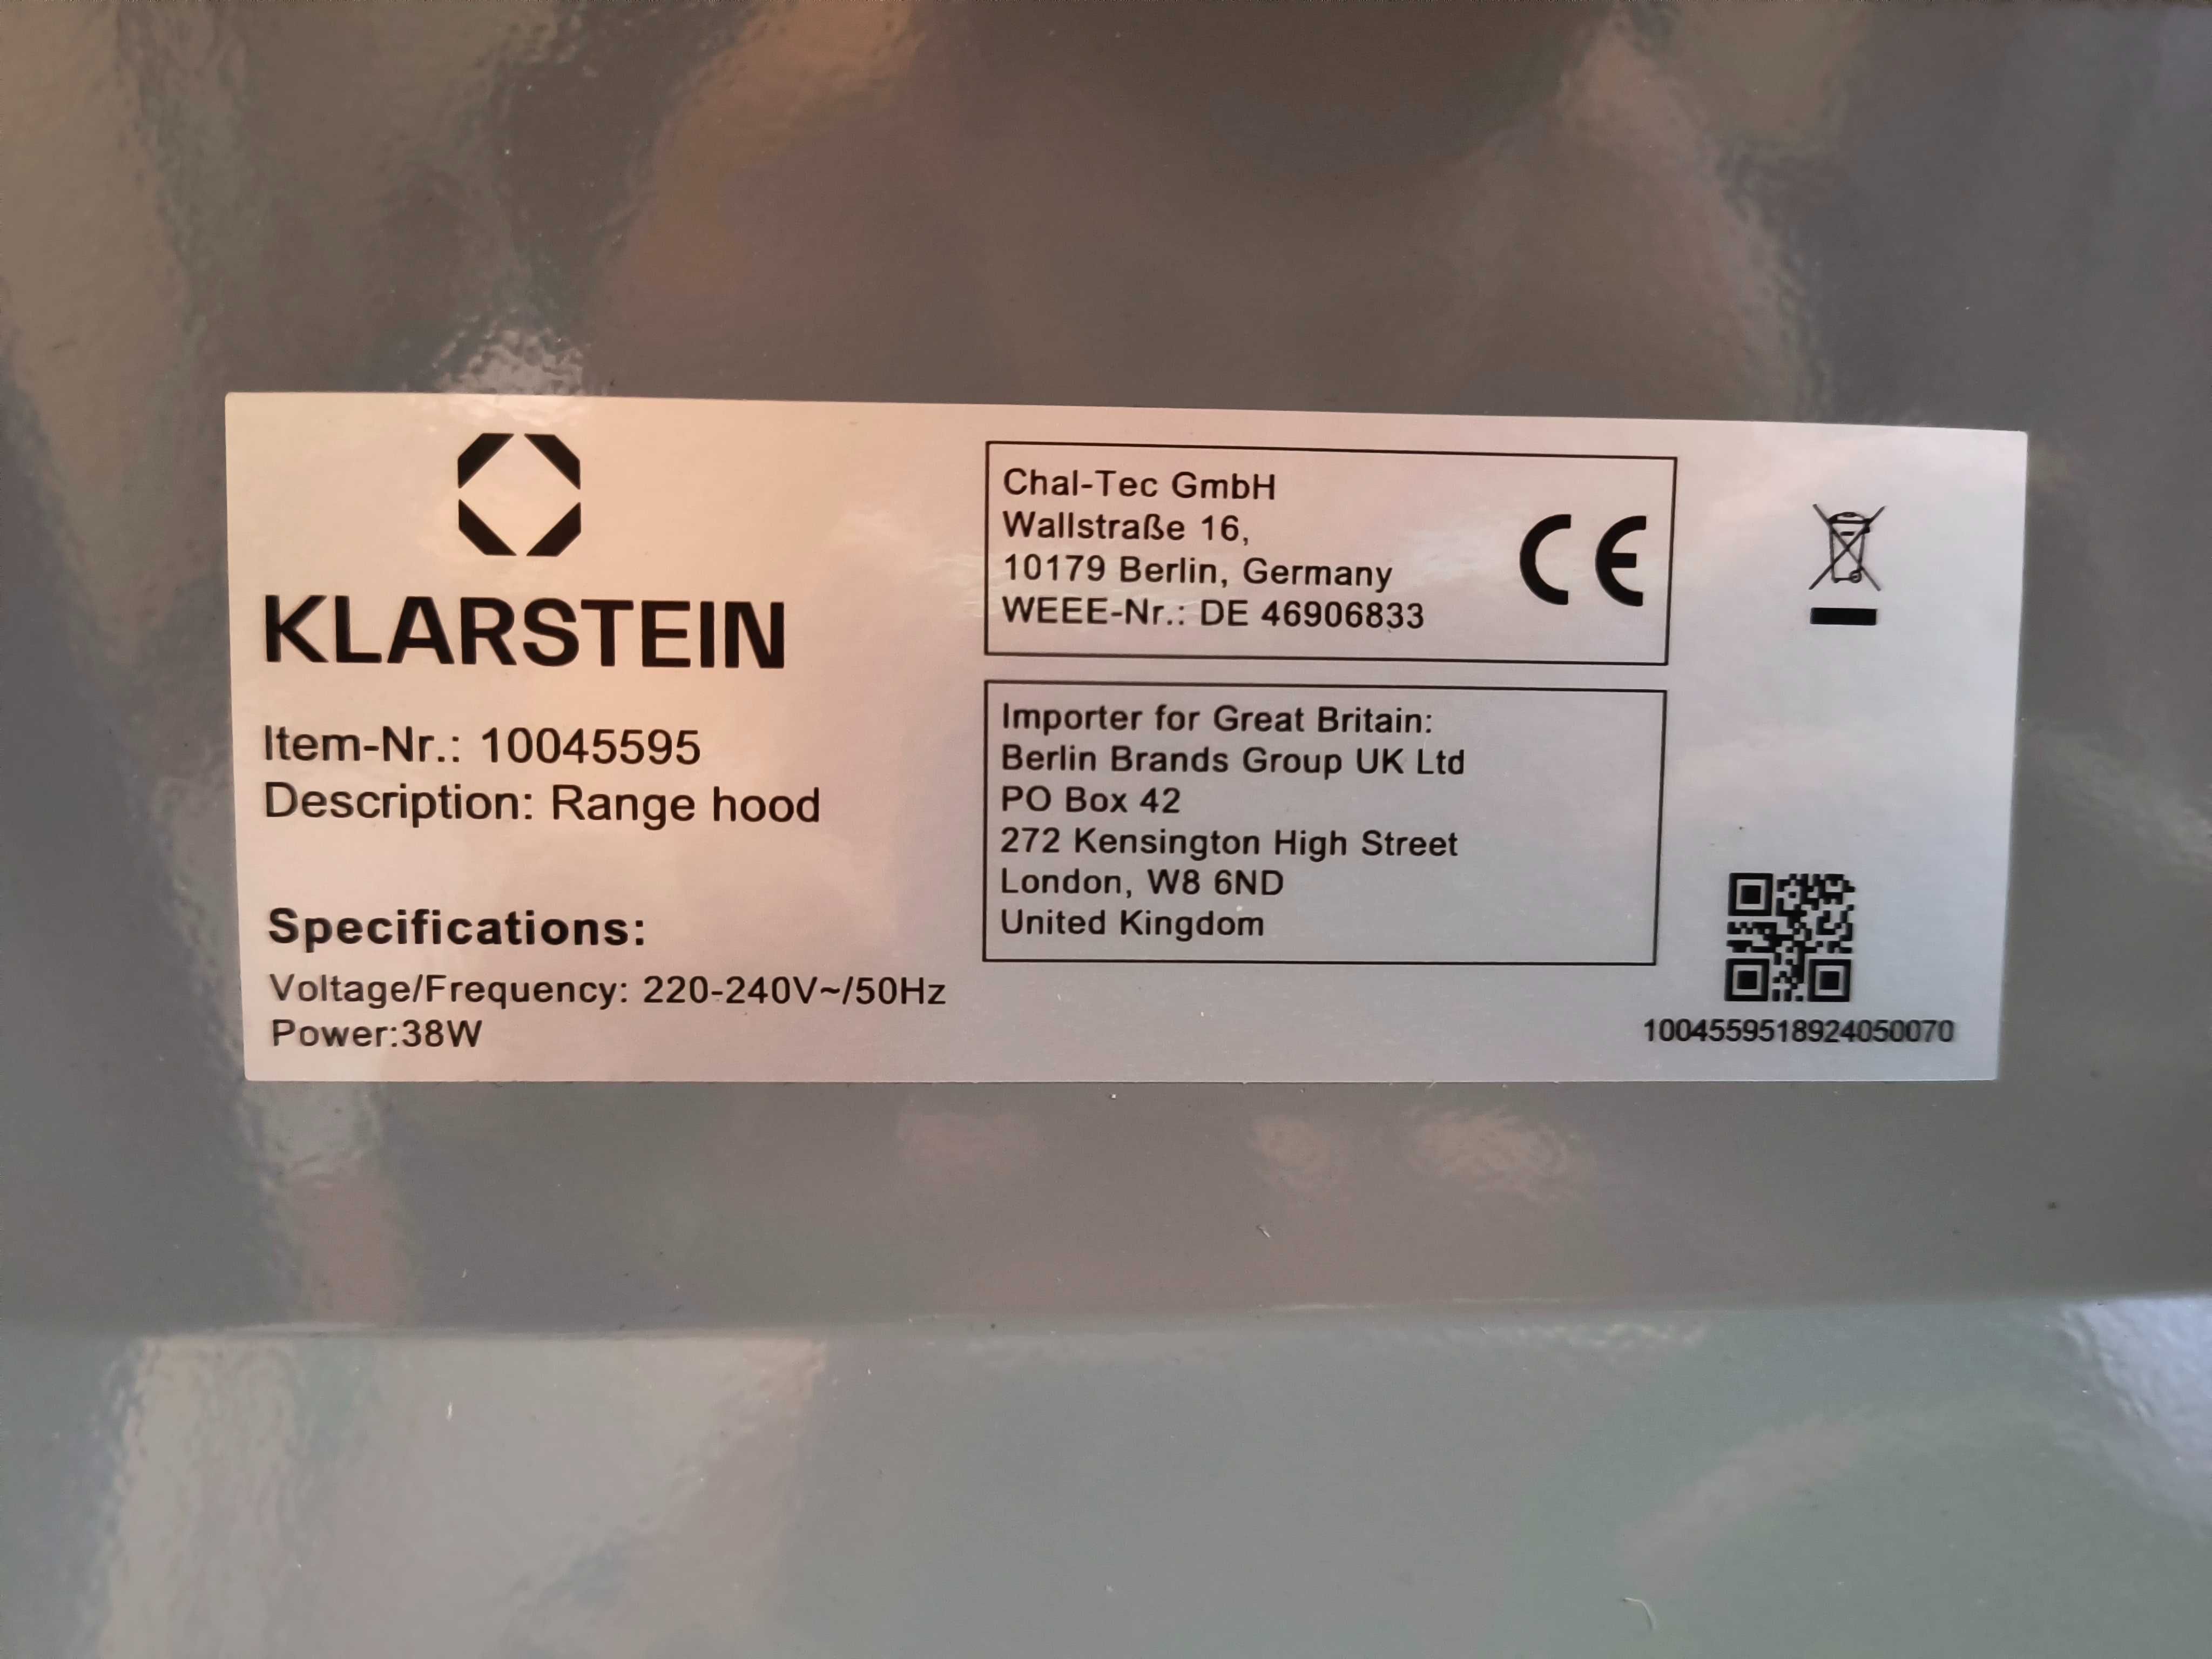 KLARSTEIN
Item-Nr.: 10045595
Description: Range hood
Specifications:
Voltage/Frequency: 220-240V~/50Hz
Power:38W
Chal-Tec GmbH
Wallstraße 16,
10179 Berlin, Germany
WEEE-Nr.: DE 46906833
CE
Importer for Great Britain:
Berlin Brands Group UK Ltd
PO Box 42
272 Kensington High Street
London, W8 6ND
United Kingdom
1004559518924050070